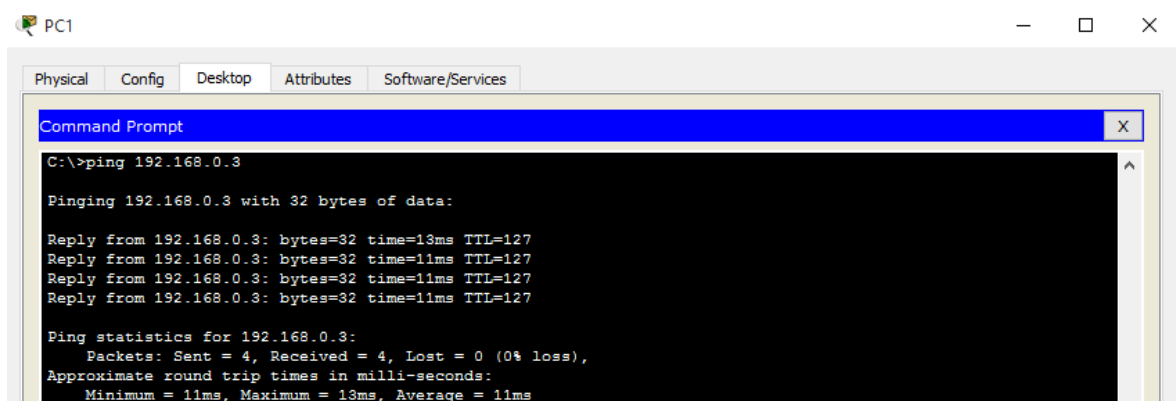 PC1
Physical Config Desktop Attributes Software/Services
Command Prompt X
C:\>ping 192.168.0.3
Pinging 192.168.0.3 with 32 bytes of data:
Reply from 192.168.0.3: bytes=32 time=13ms TTL=127
Reply from 192.168.0.3: bytes=32 time=11ms TTL=127
Reply from 192.168.0.3: bytes=32 time=11ms TTL=127
Reply from 192.168.0.3: bytes=32 time=11ms TTL=127
Ping statistics for 192.168.0.3:
Packets: Sent = 4, Received = 4, Lost = 0 (0% loss),
Approximate round trip times in milli-seconds:
Minimum = 11ms, Maximum = 13ms, Average = 11ms